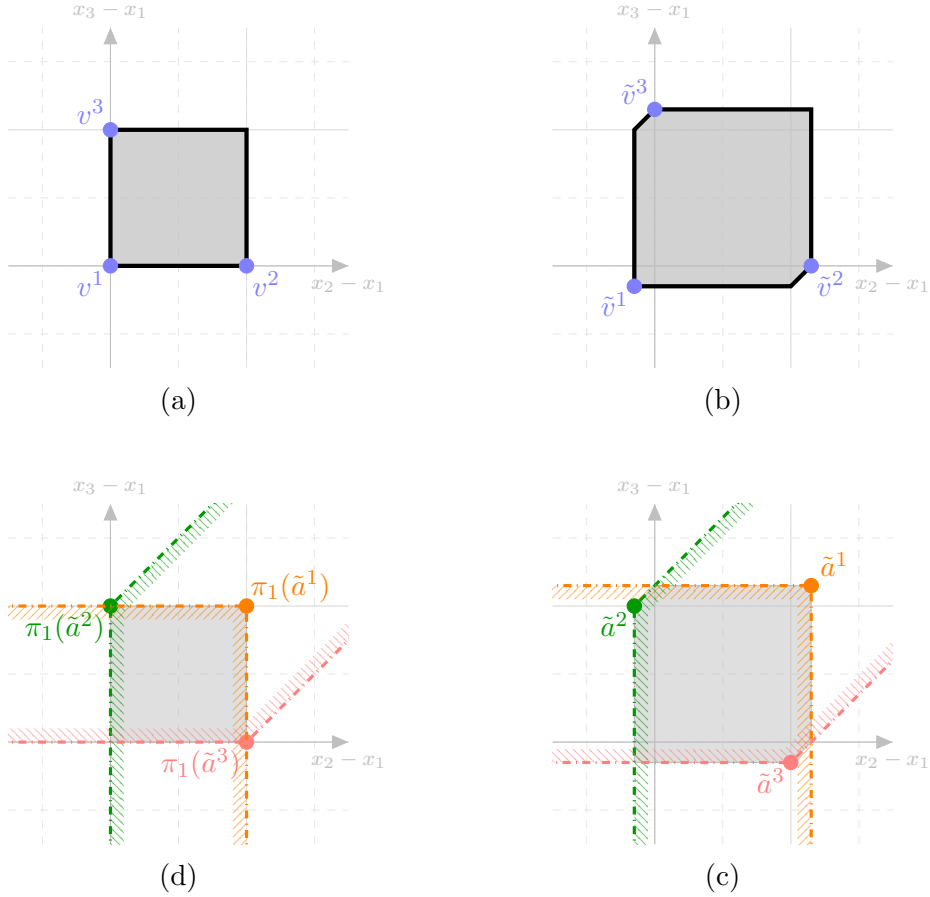 x₃ − x₁
x₃ − x₁
v³
ṽ³
v¹
v²
x₂ − x₁
ṽ¹
ṽ²
x₂ − x₁
(a)
(b)
x₃ − x₁
x₃ − x₁
π₁(ã¹)
ã¹
π₁(ã²)
ã²
π₁(ã³)
x₂ − x₁
ã³
x₂ − x₁
(d)
(c)